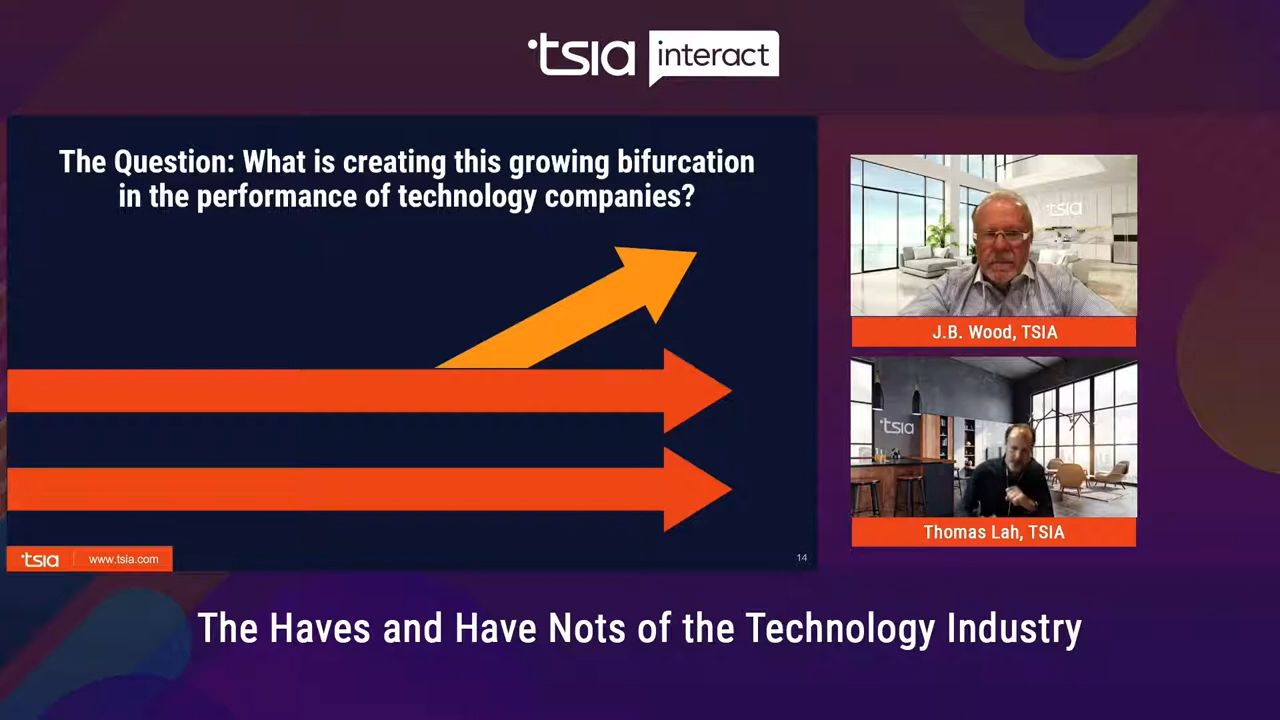 tsia interact
The Question: What is creating this growing bifurcation
in the performance of technology companies?
tsia
J.B. Wood, TSIA
tsia
Thomas Lah, TSIA
tsia www.tsia.com
14
The Haves and Have Nots of the Technology Industry